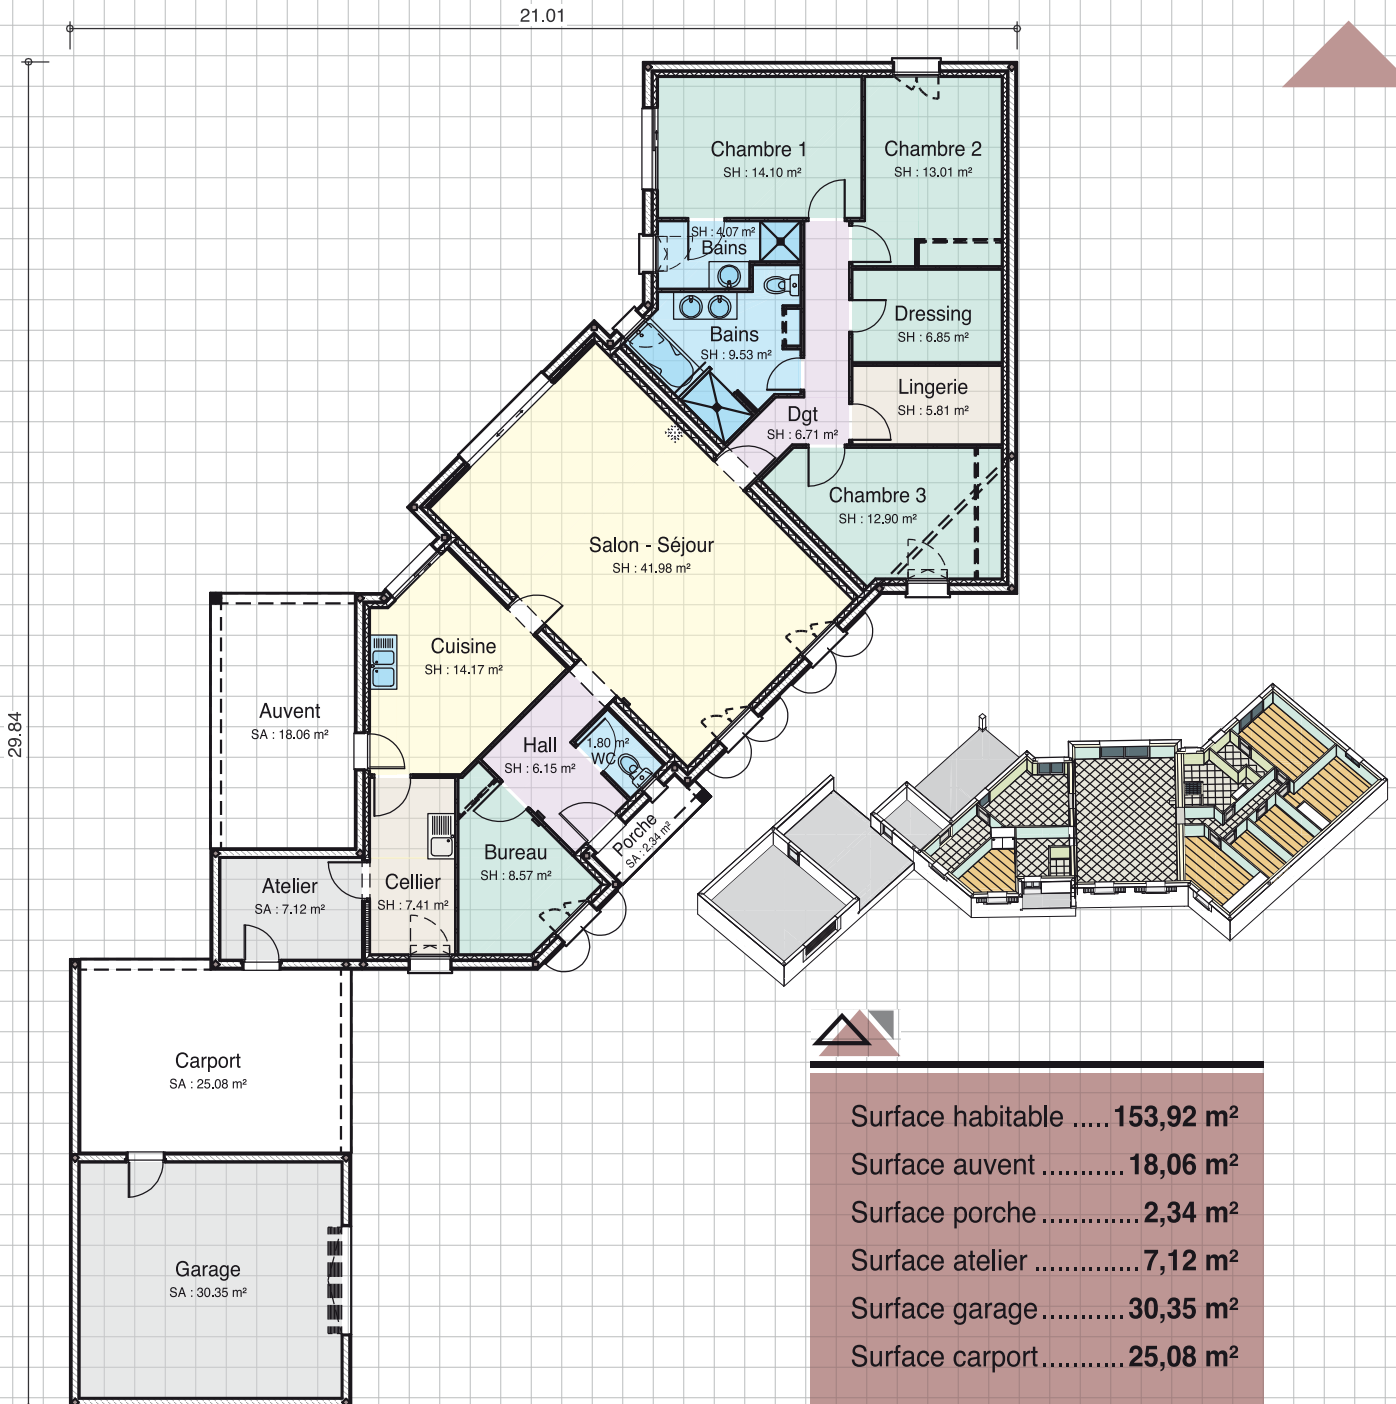 21.01
29.84
Chambre 1
SH : 14.10 m²
Chambre 2
SH : 13.01 m²
SH : 4.07 m²
Bains
Bains
SH : 9.53 m²
Dressing
SH : 6.85 m²
Lingerie
SH : 5.81 m²
Dgt
SH : 6.71 m²
Chambre 3
SH : 12.90 m²
Salon - Séjour
SH : 41.98 m²
Cuisine
SH : 14.17 m²
Auvent
SA : 18.06 m²
Hall
SH : 6.15 m²
1.80 m²
WC
Porche
SA : 2.34 m²
Bureau
SH : 8.57 m²
Atelier
SA : 7.12 m²
Cellier
SH : 7.41 m²
Carport
SA : 25.08 m²
Garage
SA : 30.35 m²
Surface habitable ..... 153,92 m²
Surface auvent ........... 18,06 m²
Surface porche ............. 2,34 m²
Surface atelier .............. 7,12 m²
Surface garage ........... 30,35 m²
Surface carport ........... 25,08 m²